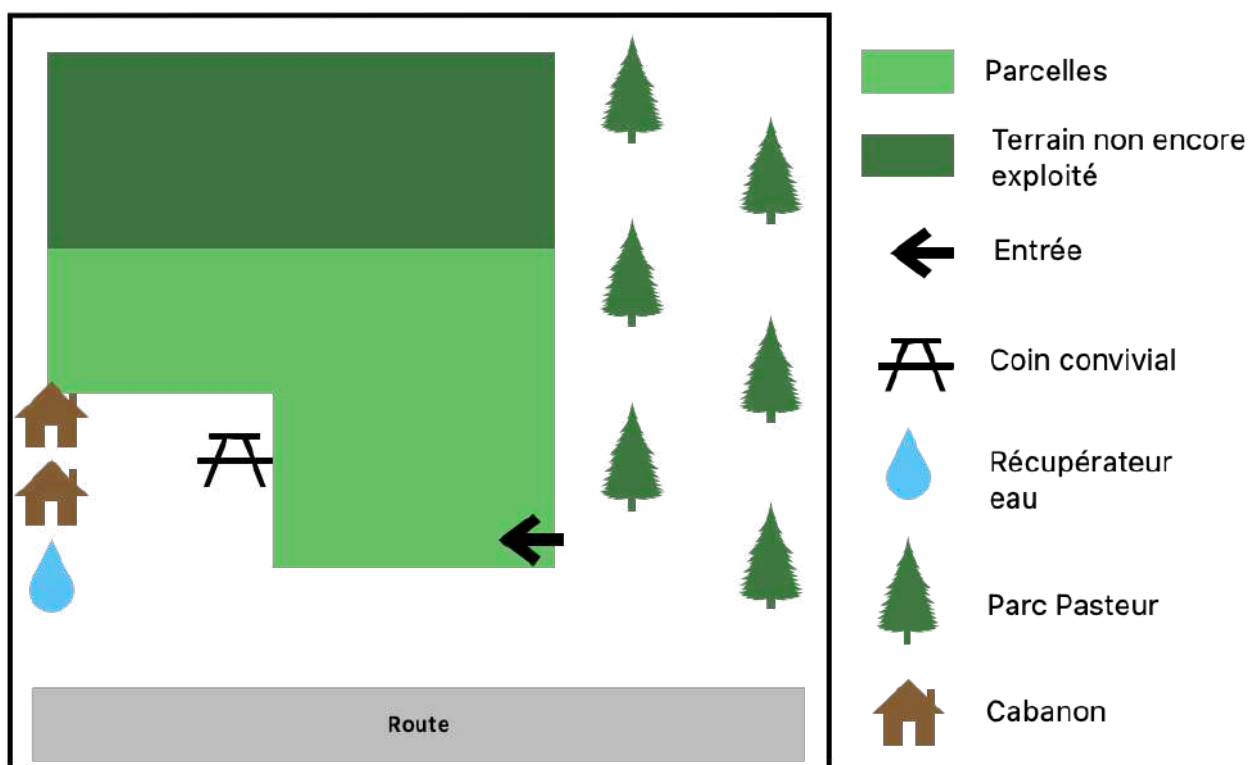 Parcelles
Terrain non encore
exploité
Entrée
Coin convivial
Récupérateur
eau
Parc Pasteur
Cabanon
Route